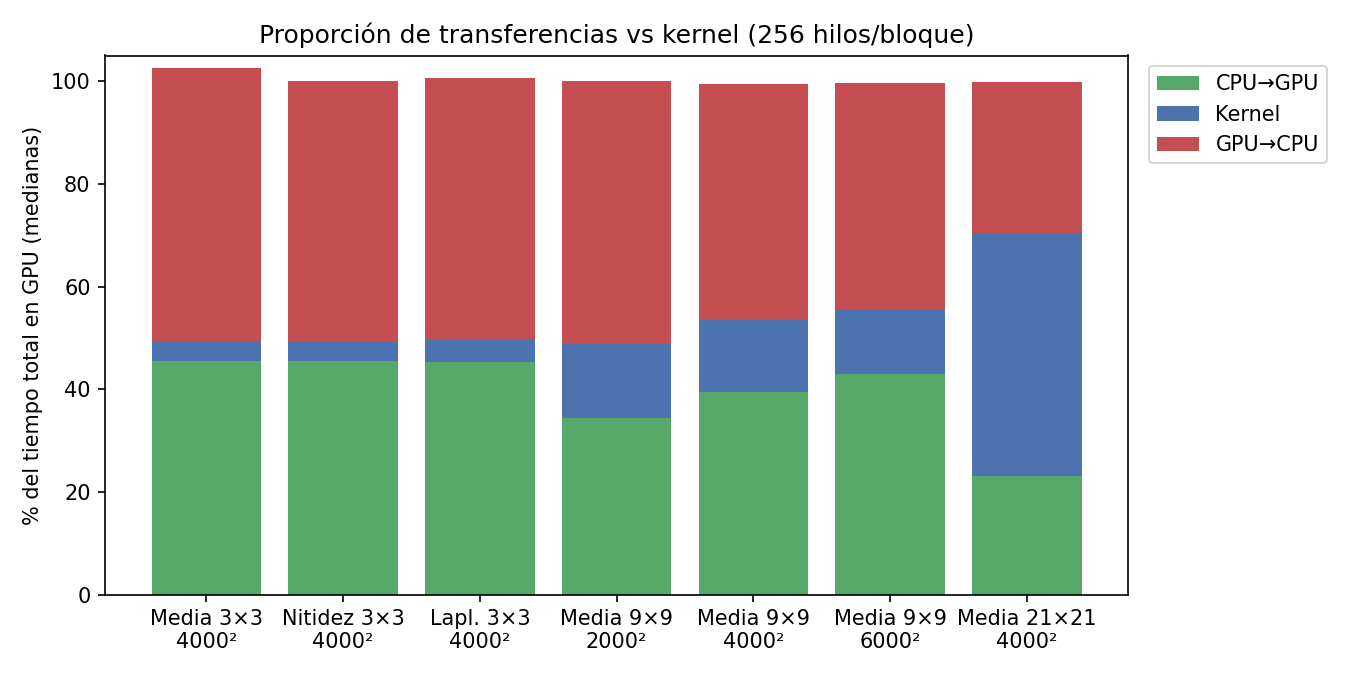 Proporción de transferencias vs kernel (256 hilos/bloque)
% del tiempo total en GPU (medianas)
100
80
60
40
20
0
Media 3×3
4000²
Nitidez 3×3
4000²
Lapl. 3×3
4000²
Media 9×9
2000²
Media 9×9
4000²
Media 9×9
6000²
Media 21×21
4000²
CPU→GPU
Kernel
GPU→CPU